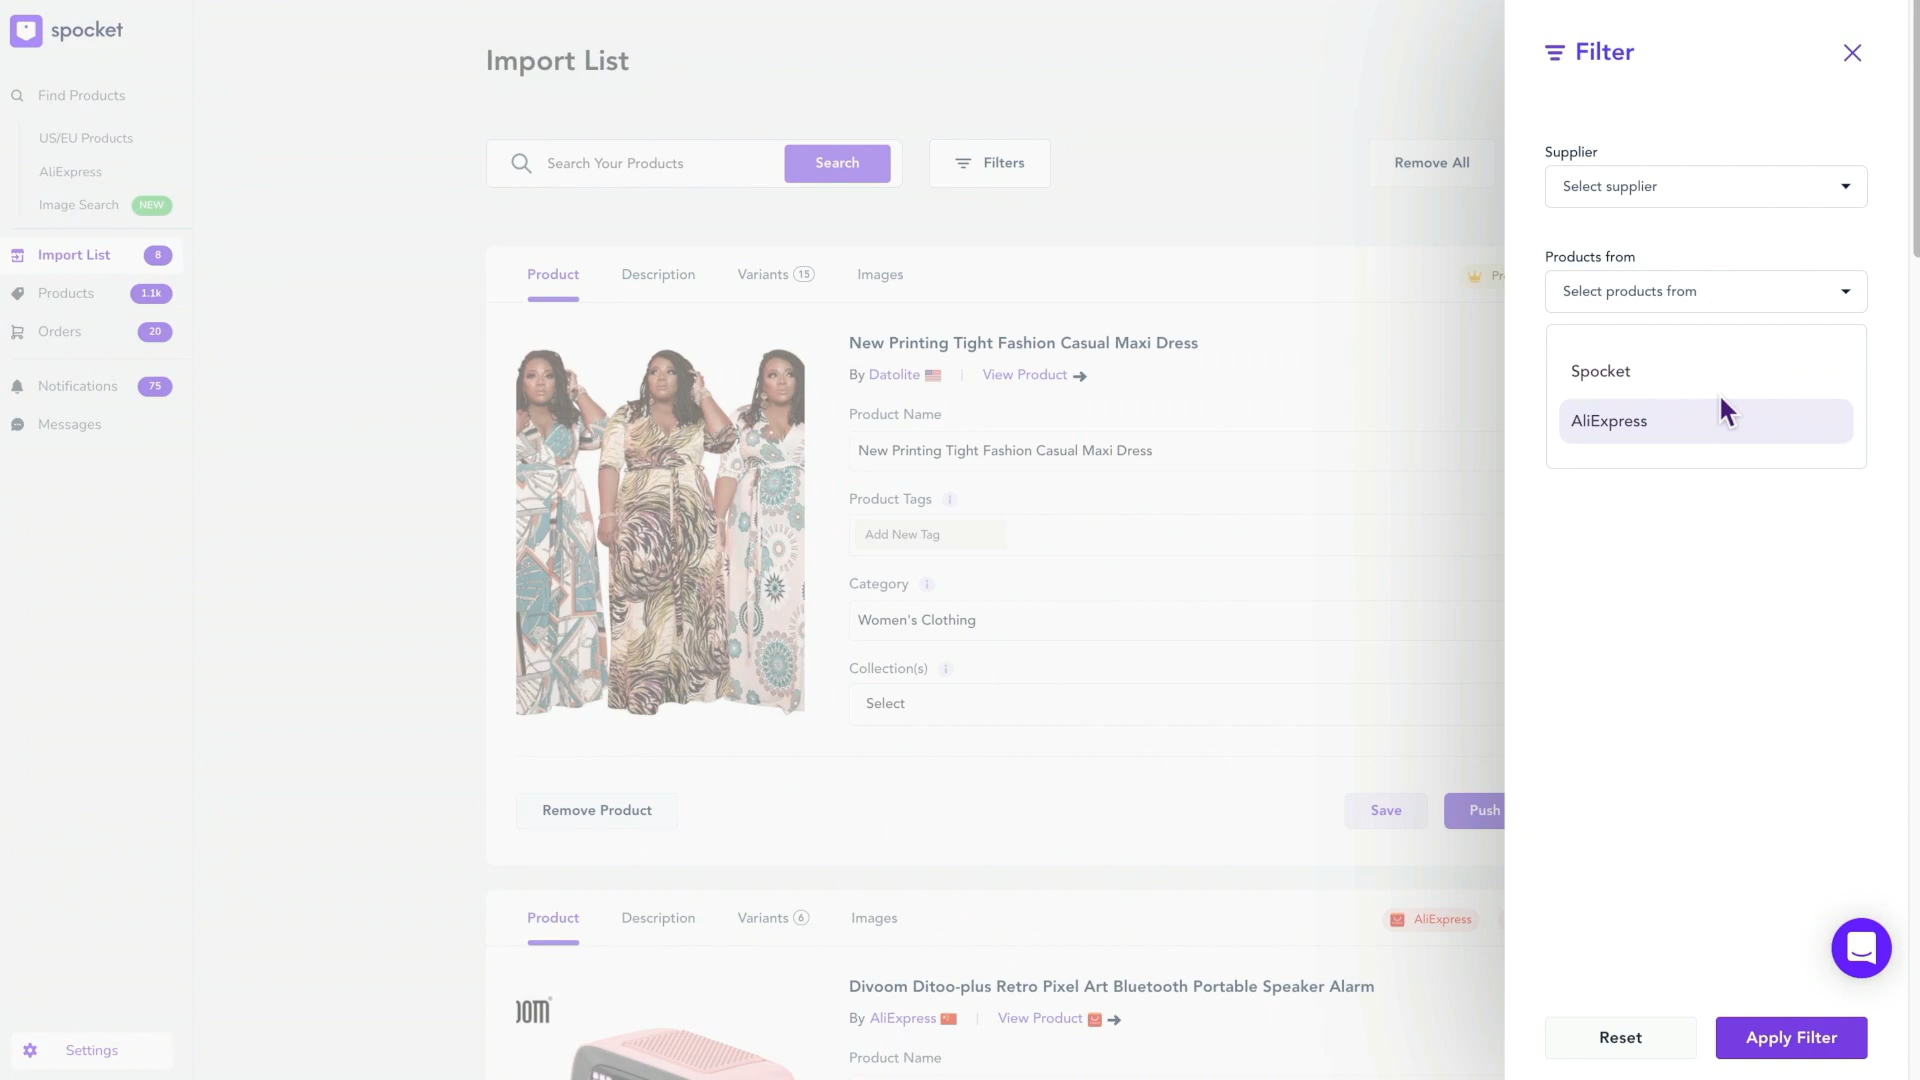 spocket
Find Products
US/EU Products
AliExpress
Image Search NEW
Import List 8
Products 1.1k
Orders 20
Notifications 75
Messages
Settings
Import List
Search Your Products Search Filters Remove All
Product Description Variants 15 Images
New Printing Tight Fashion Casual Maxi Dress
By Datolite | View Product
Product Name
New Printing Tight Fashion Casual Maxi Dress
Product Tags i
Add New Tag
Category i
Women's Clothing
Collection(s) i
Select
Remove Product Save Push
Product Description Variants 6 Images AliExpress
Divoom Ditoo-plus Retro Pixel Art Bluetooth Portable Speaker Alarm
By AliExpress | View Product
Product Name
Filter
Supplier
Select supplier
Products from
Select products from
Spocket
AliExpress
Reset Apply Filter